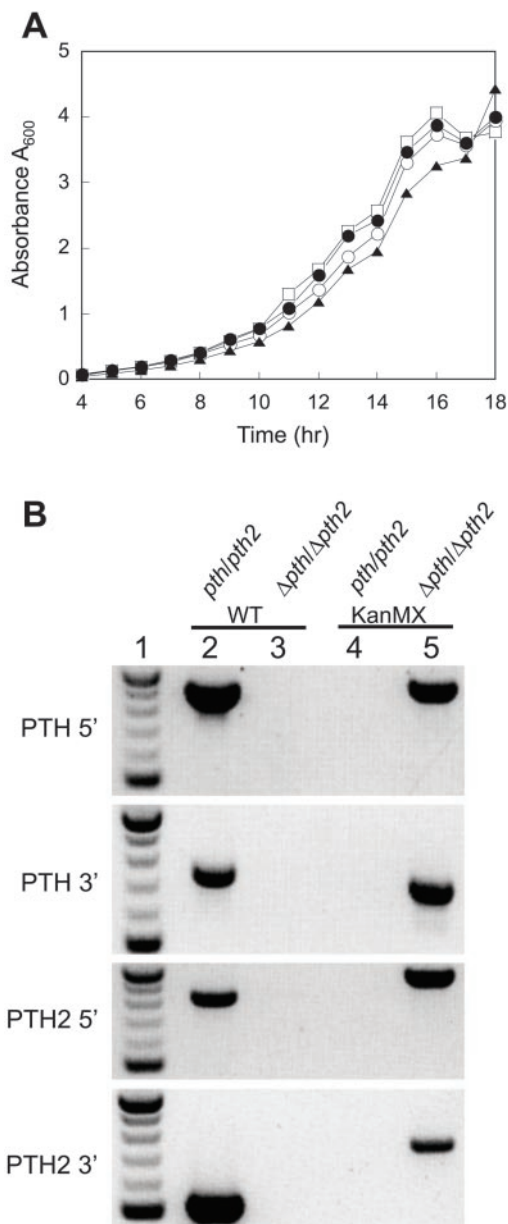 A
5
4
3
2
1
0
Absorbance A600
4 6 8 10 12 14 16 18
Time (hr)
B
pth/pth2 Δpth/Δpth2 pth/pth2 Δpth/Δpth2
WT KanMX
1 2 3 4 5
PTH 5’
PTH 3’
PTH2 5’
PTH2 3’